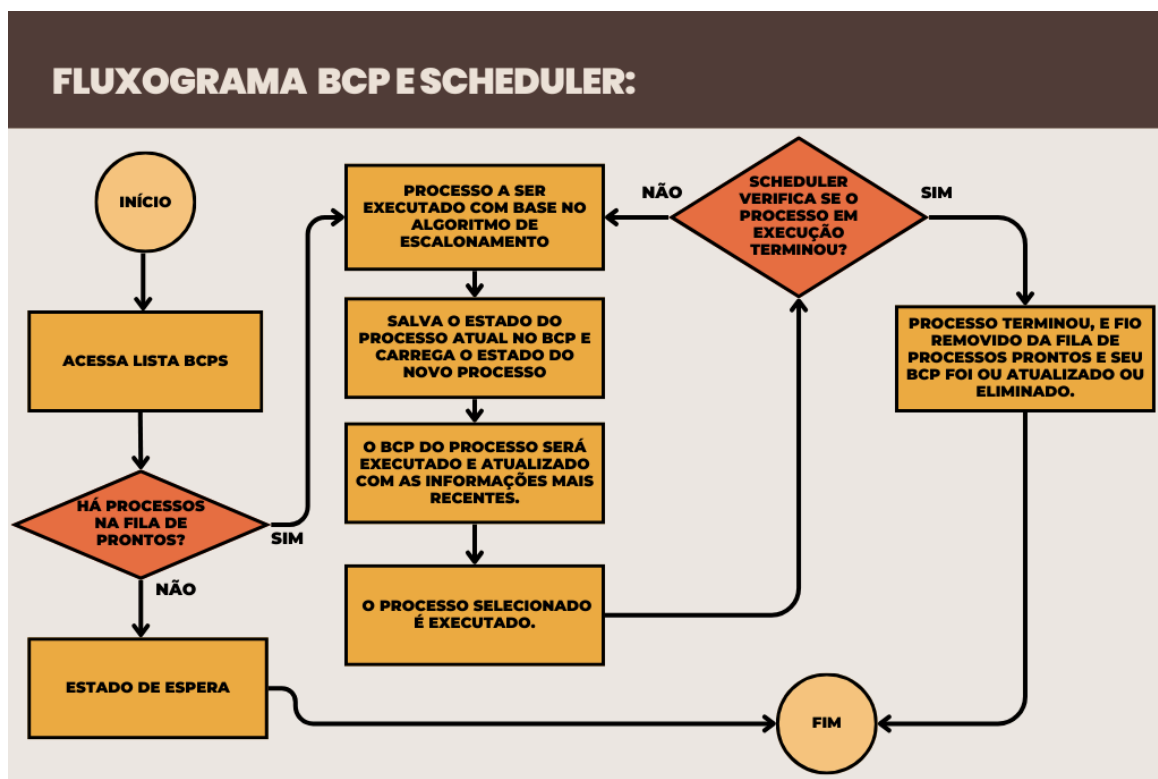 FLUXOGRAMA BCP E SCHEDULER:
INÍCIO
ACESSA LISTA BCPS
HÁ PROCESSOS
NA FILA DE
PRONTOS?
SIM
NÃO
ESTADO DE ESPERA
PROCESSO A SER
EXECUTADO COM BASE NO
ALGORITMO DE
ESCALONAMENTO
SALVA O ESTADO DO
PROCESSO ATUAL NO BCP E
CARREGA O ESTADO DO
NOVO PROCESSO
O BCP DO PROCESSO SERÁ
EXECUTADO E ATUALIZADO
COM AS INFORMAÇÕES MAIS
RECENTES.
O PROCESSO SELECIONADO
É EXECUTADO.
NÃO
SCHEDULER
VERIFICA SE O
PROCESSO EM
EXECUÇÃO
TERMINOU?
SIM
PROCESSO TERMINOU, E FIO
REMOVIDO DA FILA DE
PROCESSOS PRONTOS E SEU
BCP FOI OU ATUALIZADO OU
ELIMINADO.
FIM